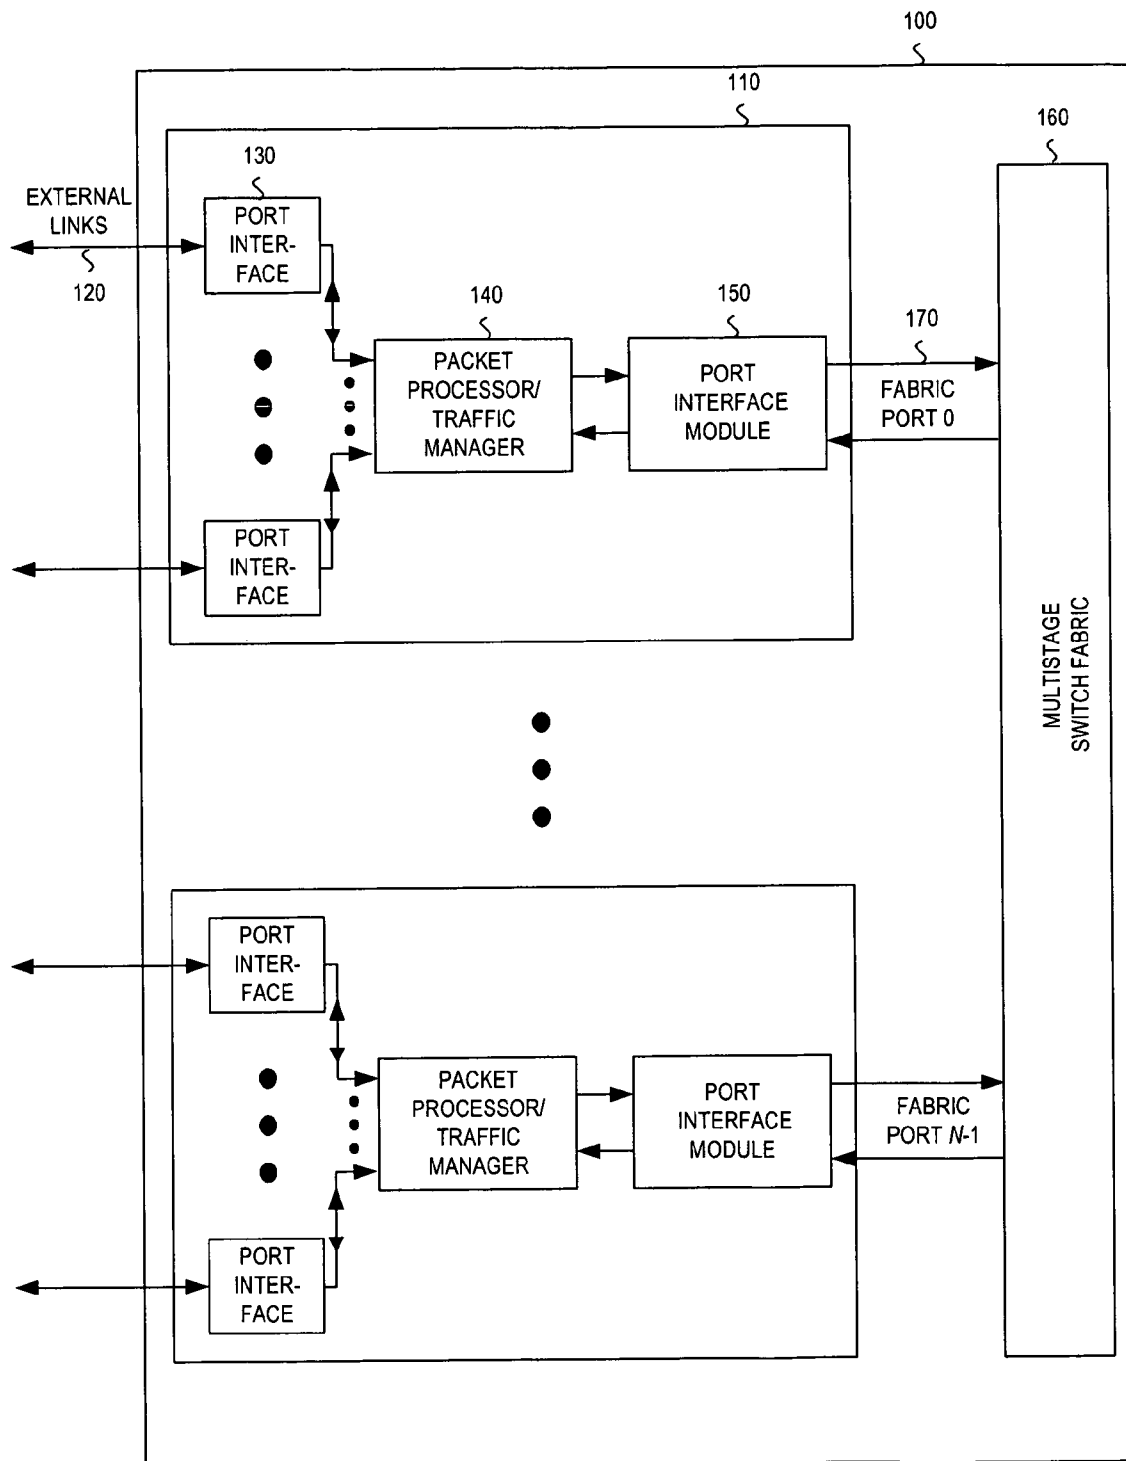 100
110
160
130
EXTERNAL
LINKS
120
PORT
INTER-
FACE
140
150
170
PACKET
PROCESSOR/
TRAFFIC
MANAGER
PORT
INTERFACE
MODULE
FABRIC
PORT 0
PORT
INTER-
FACE
MULTISTAGE
SWITCH FABRIC
PORT
INTER-
FACE
PACKET
PROCESSOR/
TRAFFIC
MANAGER
PORT
INTERFACE
MODULE
FABRIC
PORT N-1
PORT
INTER-
FACE